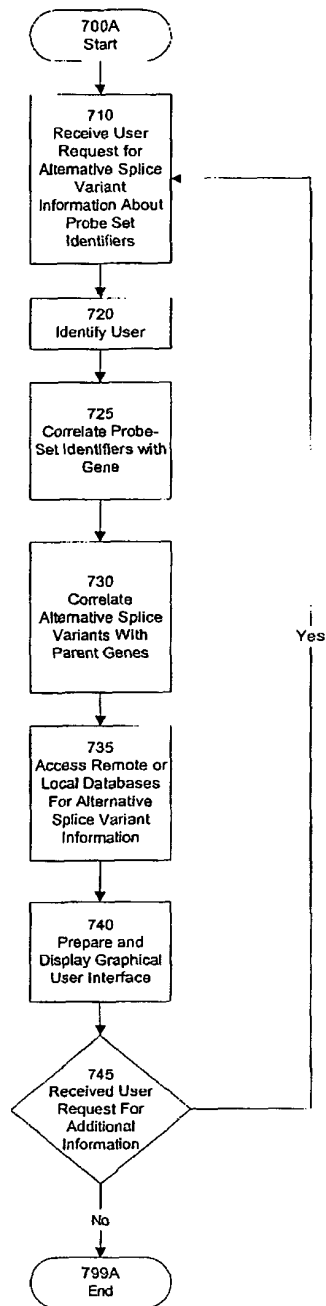 700A
Start
710
Receive User
Request for
Alternative Splice
Variant
Information About
Probe Set
Identifiers
720
Identify User
725
Correlate Probe-
Set Identifiers with
Gene
730
Correlate
Alternative Splice
Variants With
Parent Genes
Yes
735
Access Remote or
Local Databases
For Alternative
Splice Variant
Information
740
Prepare and
Display Graphical
User Interface
745
Received User
Request For
Additional
Information
No
799A
End